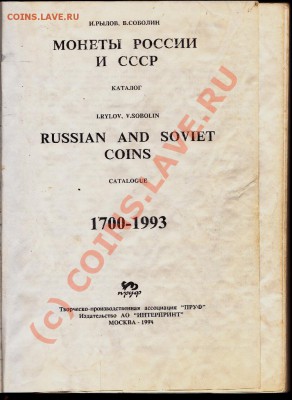 COINS.LAVE.RU
И.РЫЛОВ, В.СОБОЛИН
МОНЕТЫ РОССИИ
И СССР
КАТАЛОГ
I.RYLOV, V.SOBOLIN
RUSSIAN AND SOVIET
COINS
CATALOGUE
1700-1993
пруф
Творческо-производственная ассоциация "ПРУФ"
Издательство АО "ИНТЕРПРИНТ"
МОСКВА - 1994
(c) COINS.LAVE.RU